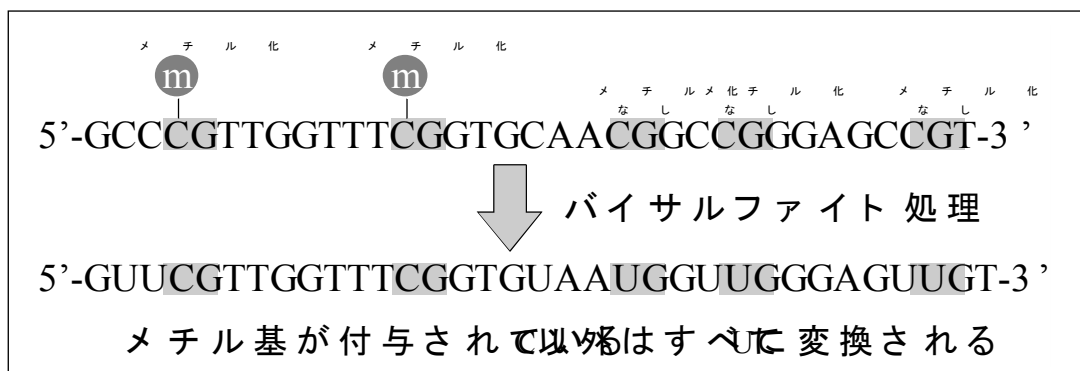 メチル化 メチル化
m m
メチル化 メチル化 メチル化
なし なし なし
5’-GCCCGTTGGTTTCGGTGCAACGGCCGGGAGCCGT-3 ’
バイサルファイト 処理
5’-GUUCGTTGGTTTCGGTGUAAUGGUUGGGAGUUGT-3 ’
メチル基が付与されているC以外はすべてUに変換される